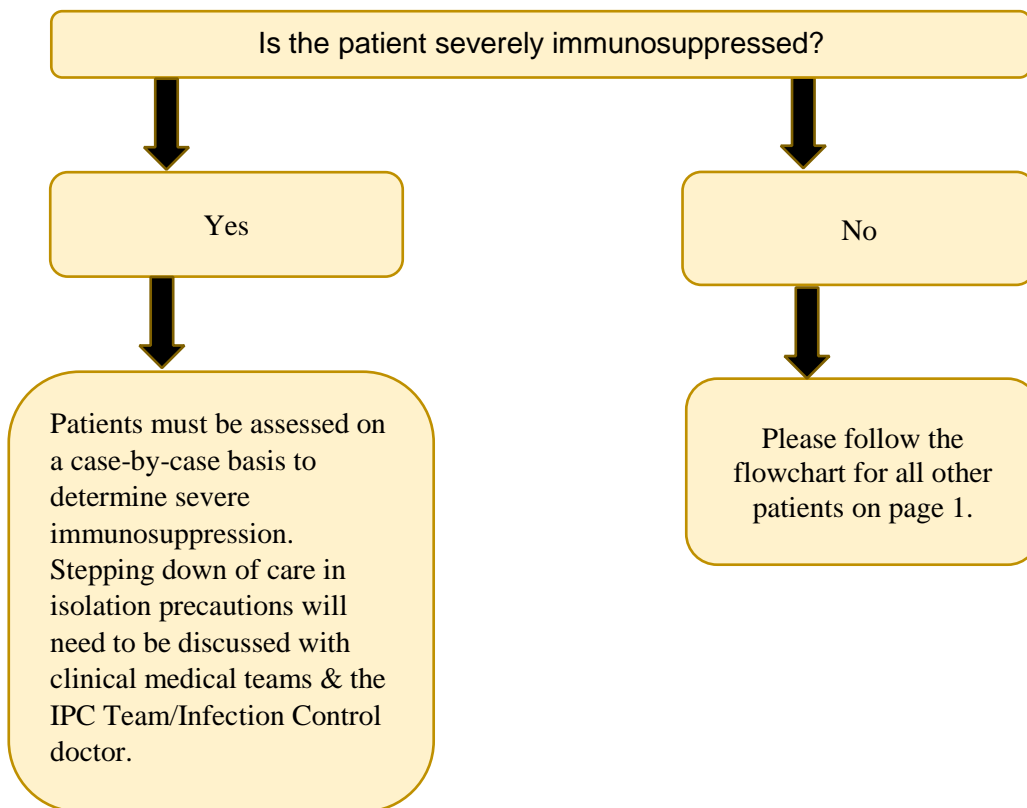 Is the patient severely immunosuppressed?
Yes
No
Patients must be assessed on
a case-by-case basis to
determine severe
immunosuppression.
Stepping down of care in
isolation precautions will
need to be discussed with
clinical medical teams & the
IPC Team/Infection Control
doctor.
Please follow the
flowchart for all other
patients on page 1.